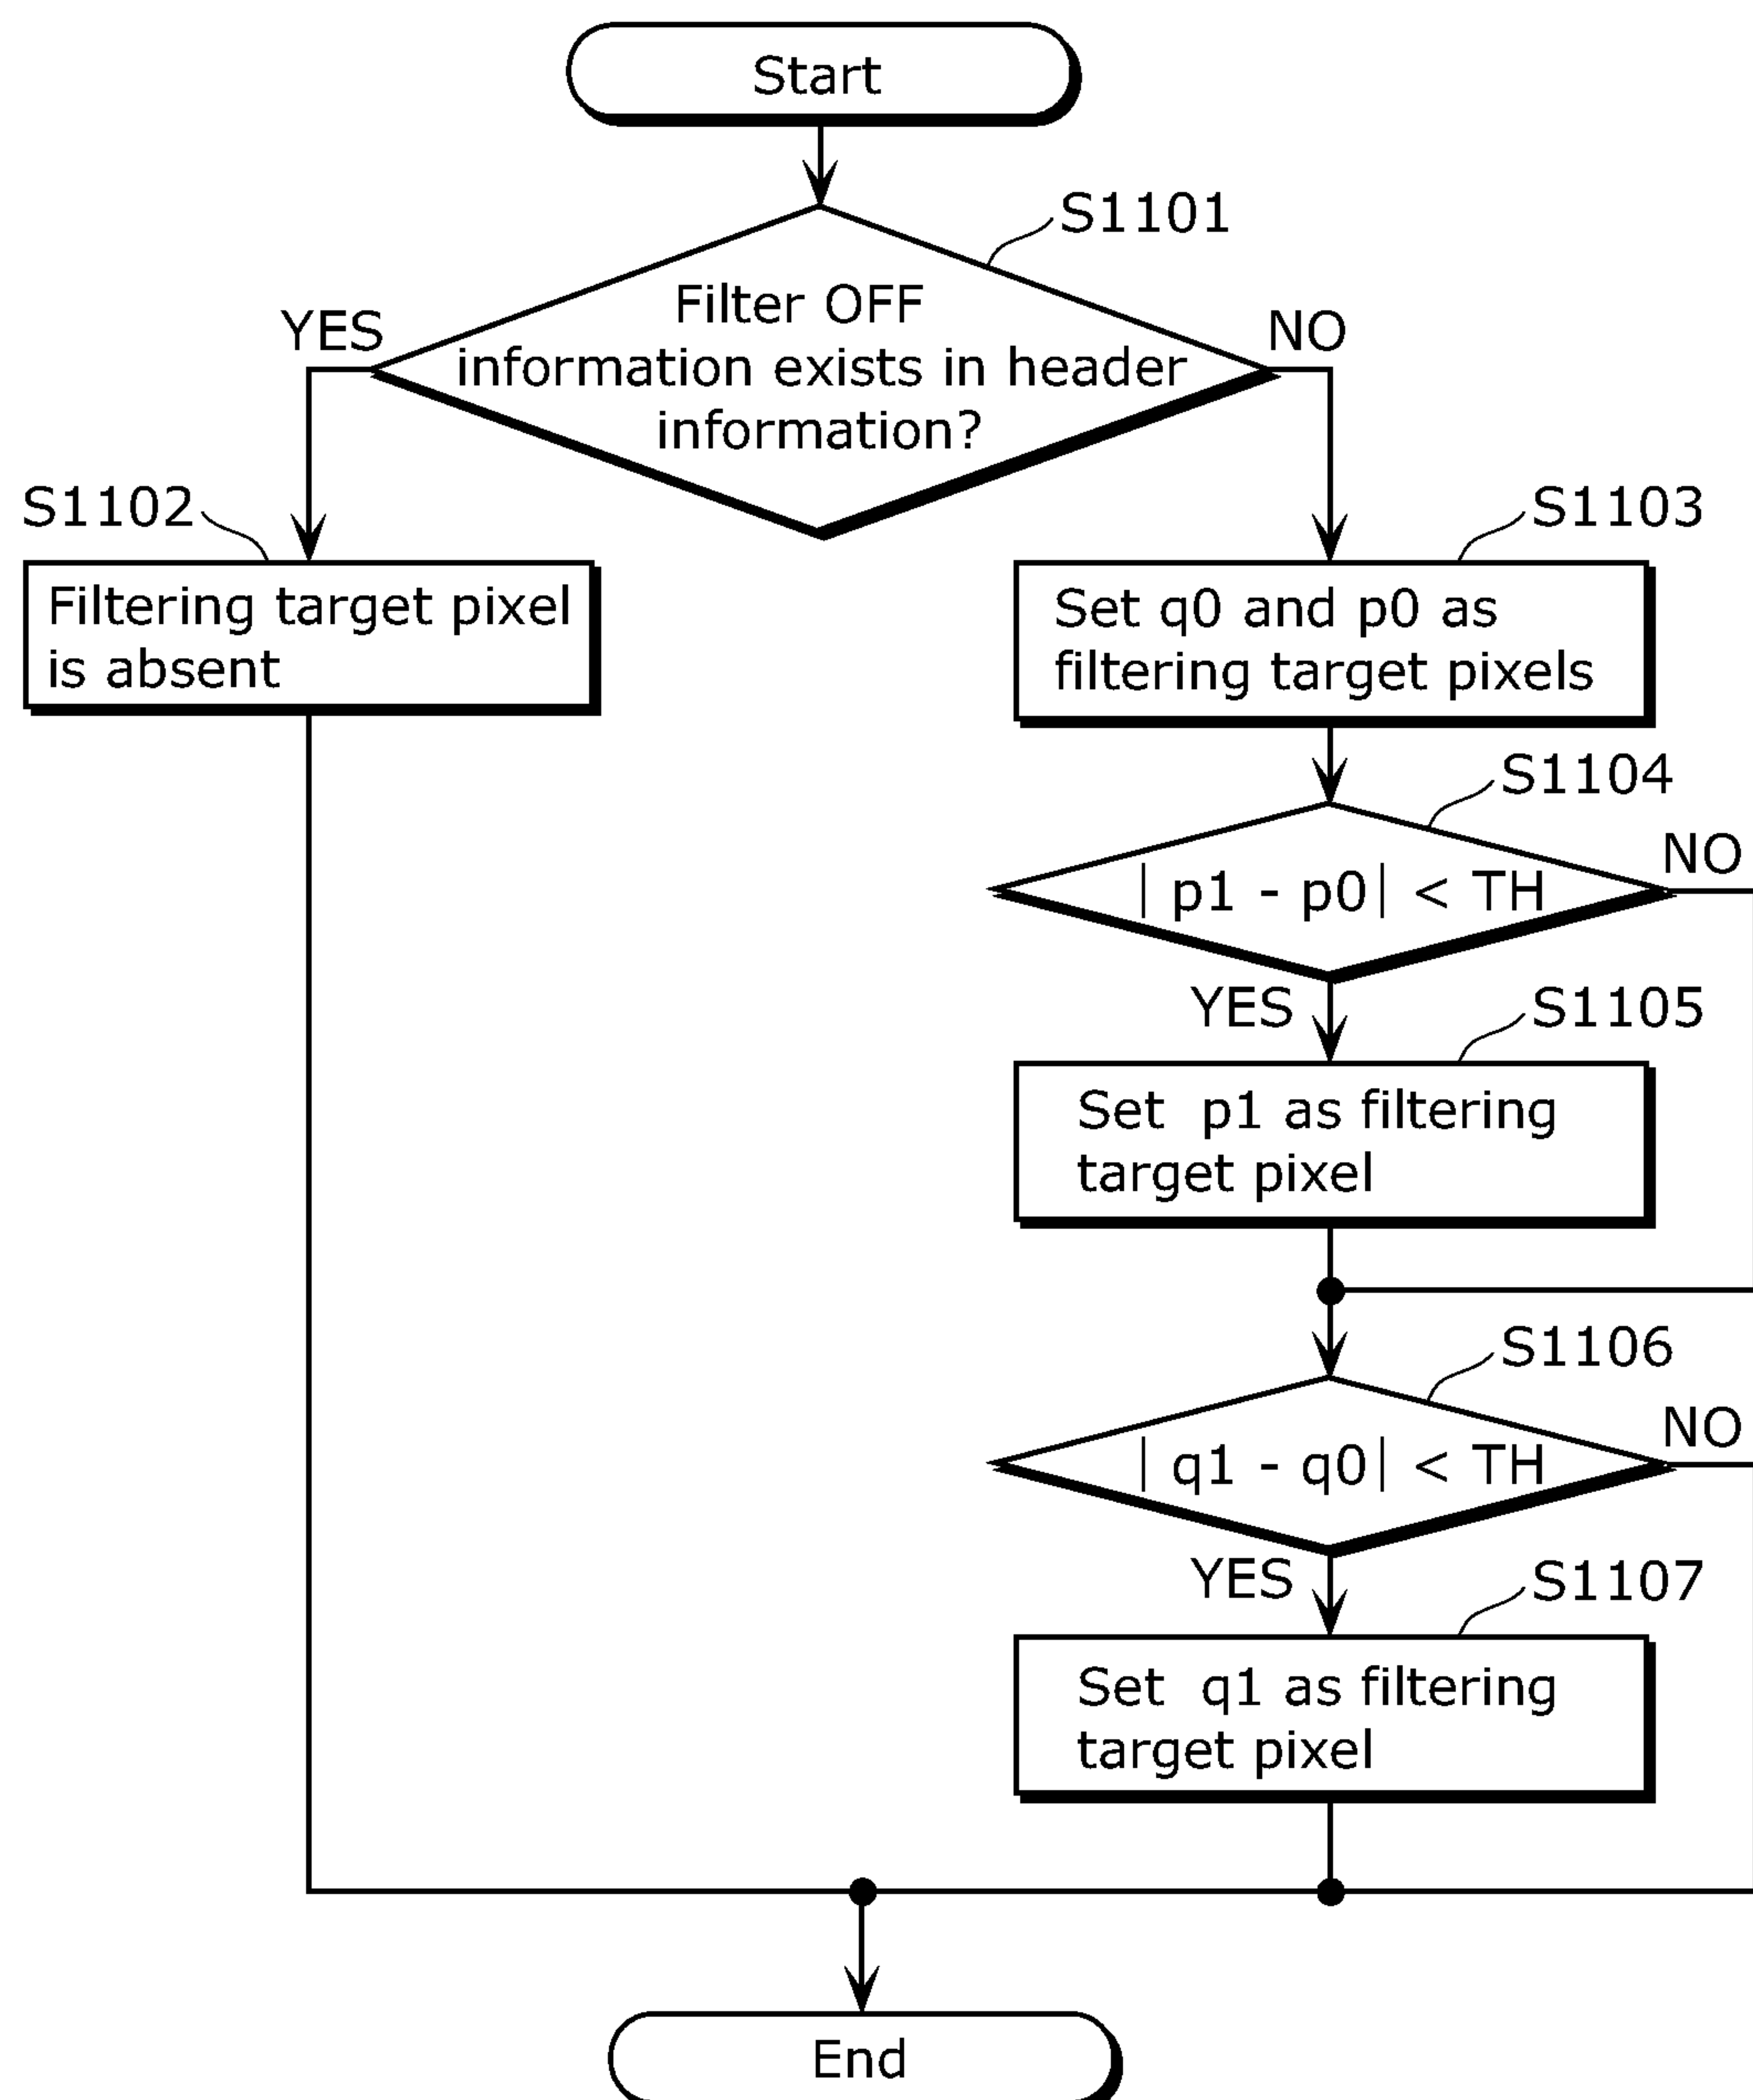 Start
S1101
Filter OFF
information exists in header
information?
YES
NO
S1102
Filtering target pixel
is absent
S1103
Set q0 and p0 as
filtering target pixels
S1104
| p1 - p0| < TH
NO
YES
S1105
Set p1 as filtering
target pixel
S1106
| q1 - q0| < TH
NO
YES
S1107
Set q1 as filtering
target pixel
End